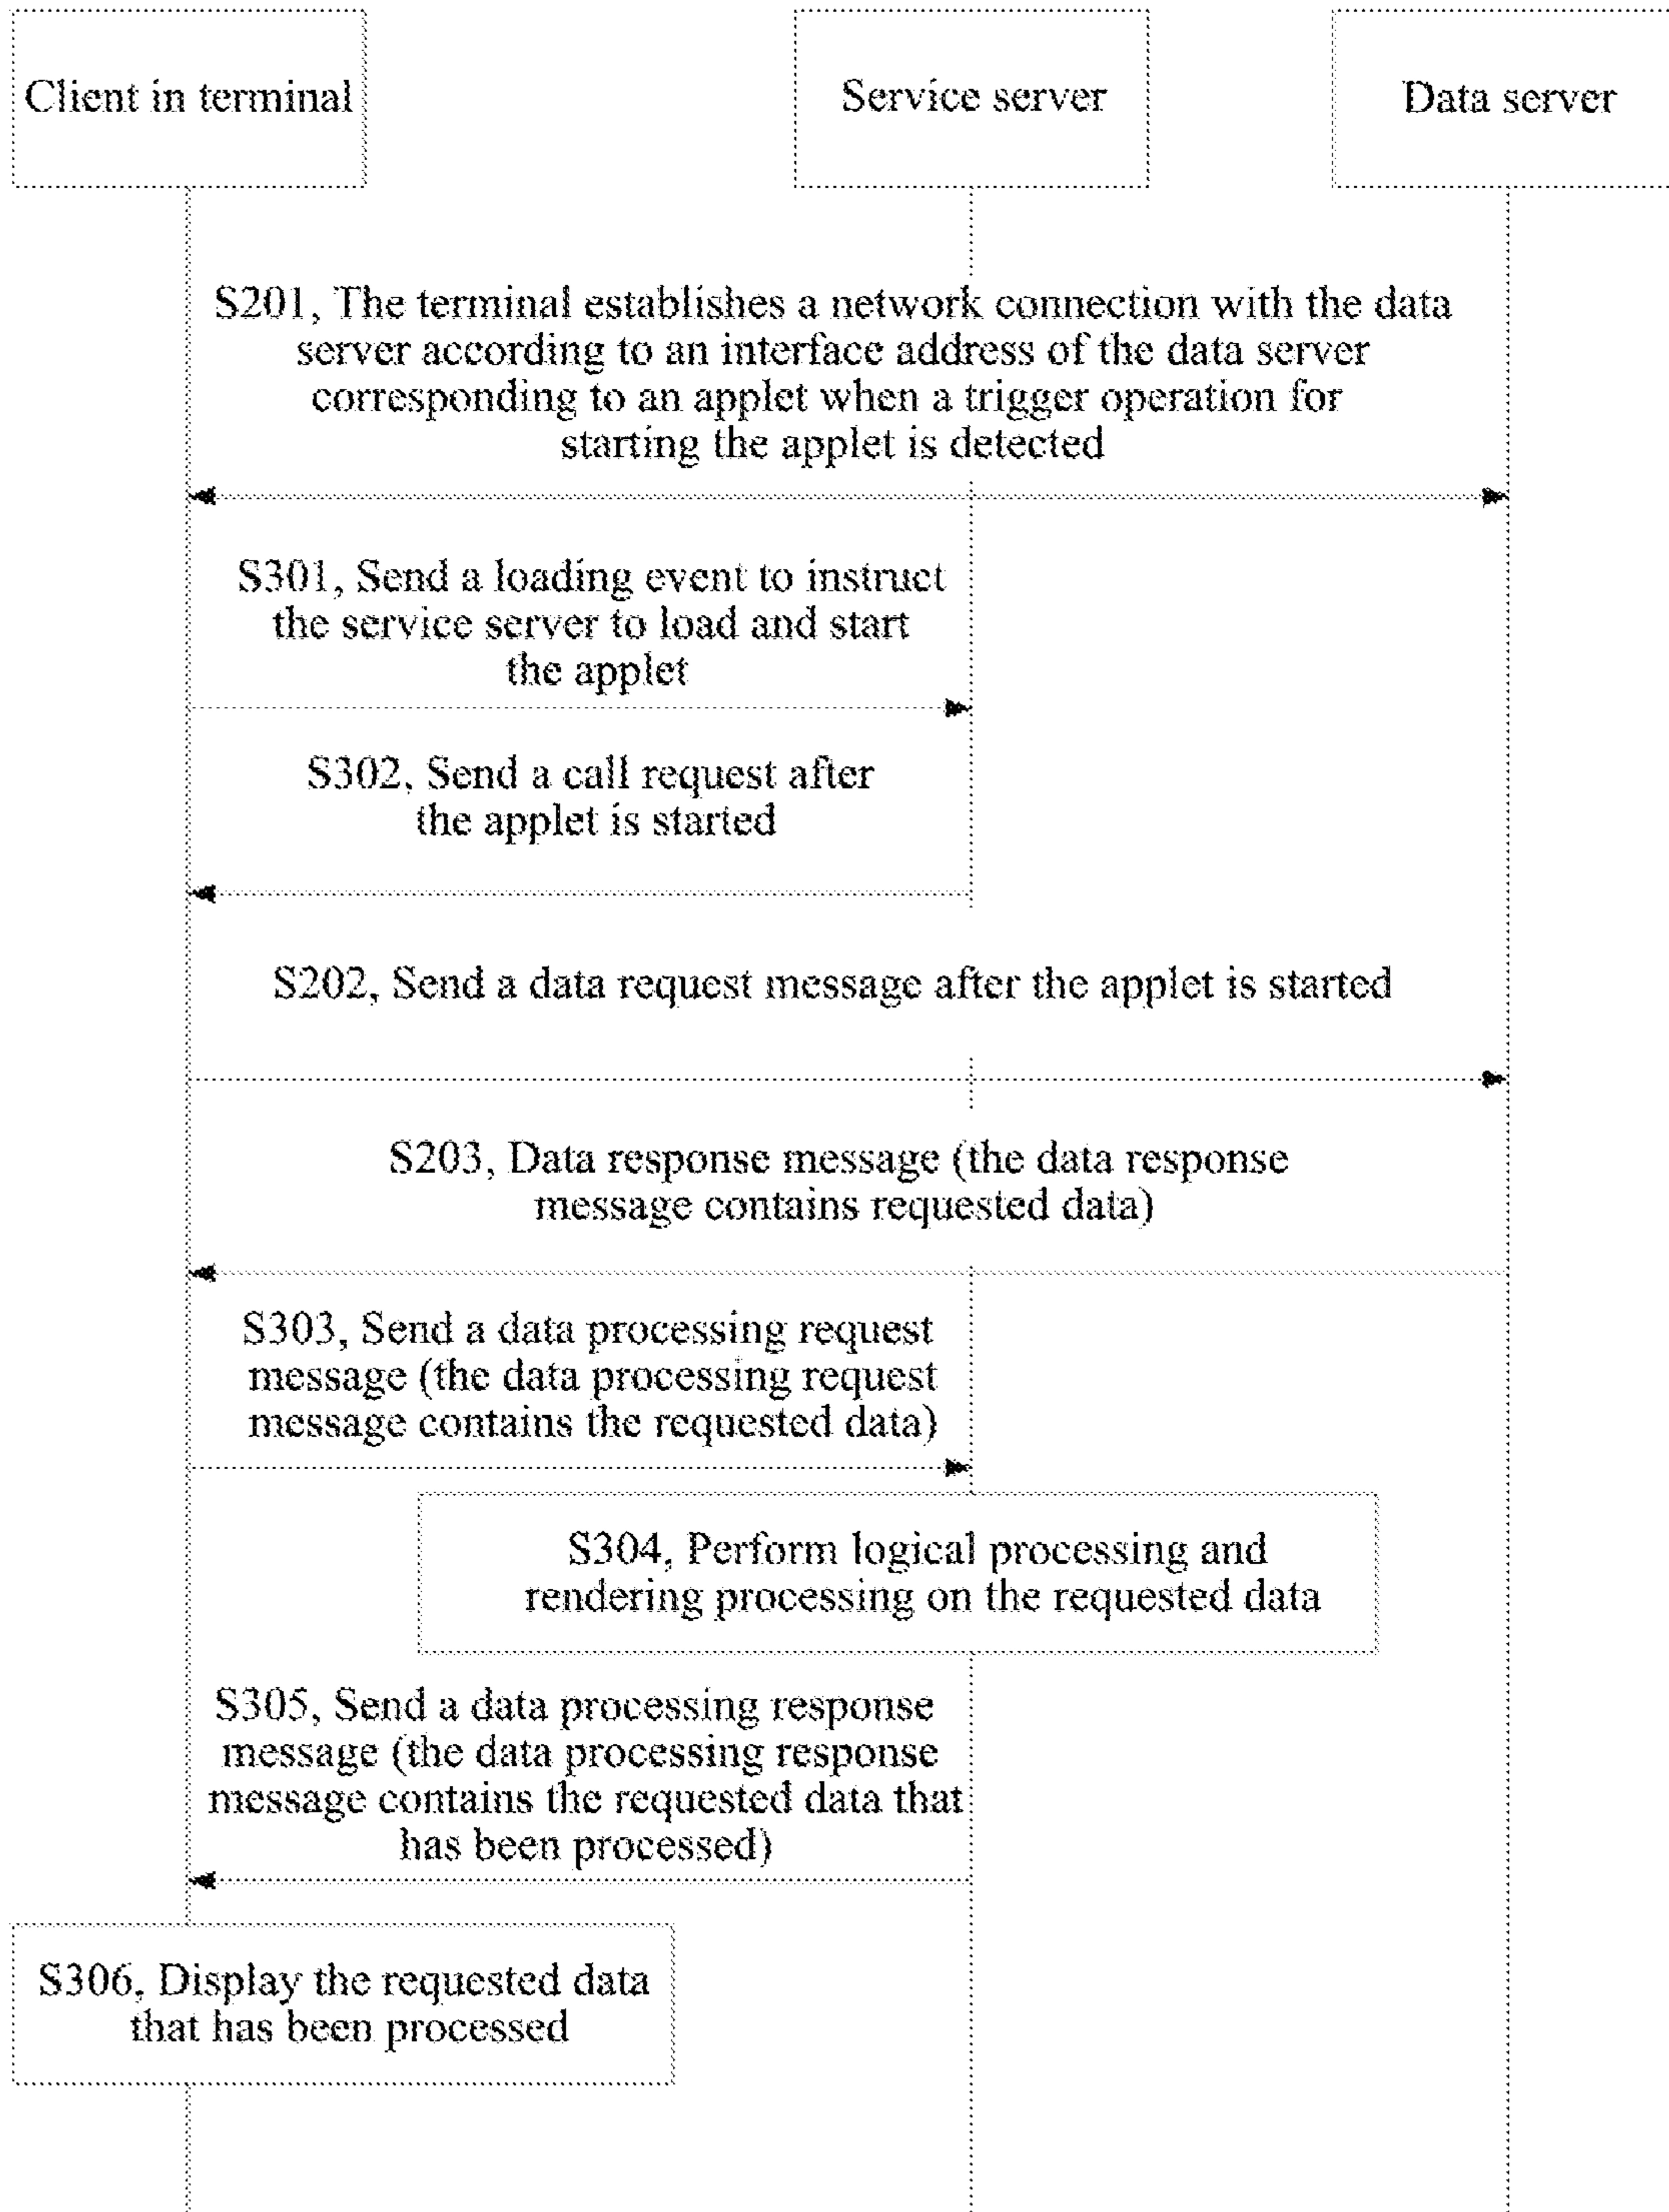 Client in terminal
Service server
Data server
S201, The terminal establishes a network connection with the data
server according to an interface address of the data server
corresponding to an applet when a trigger operation for
starting the applet is detected
S301, Send a loading event to instruct
the service server to load and start
the applet
S302, Send a call request after
the applet is started
S202, Send a data request message after the applet is started
S203, Data response message (the data response
message contains requested data)
S303, Send a data processing request
message (the data processing request
message contains the requested data)
S304, Perform logical processing and
rendering processing on the requested data
S305, Send a data processing response
message (the data processing response
message contains the requested data that
has been processed)
S306, Display the requested data
that has been processed